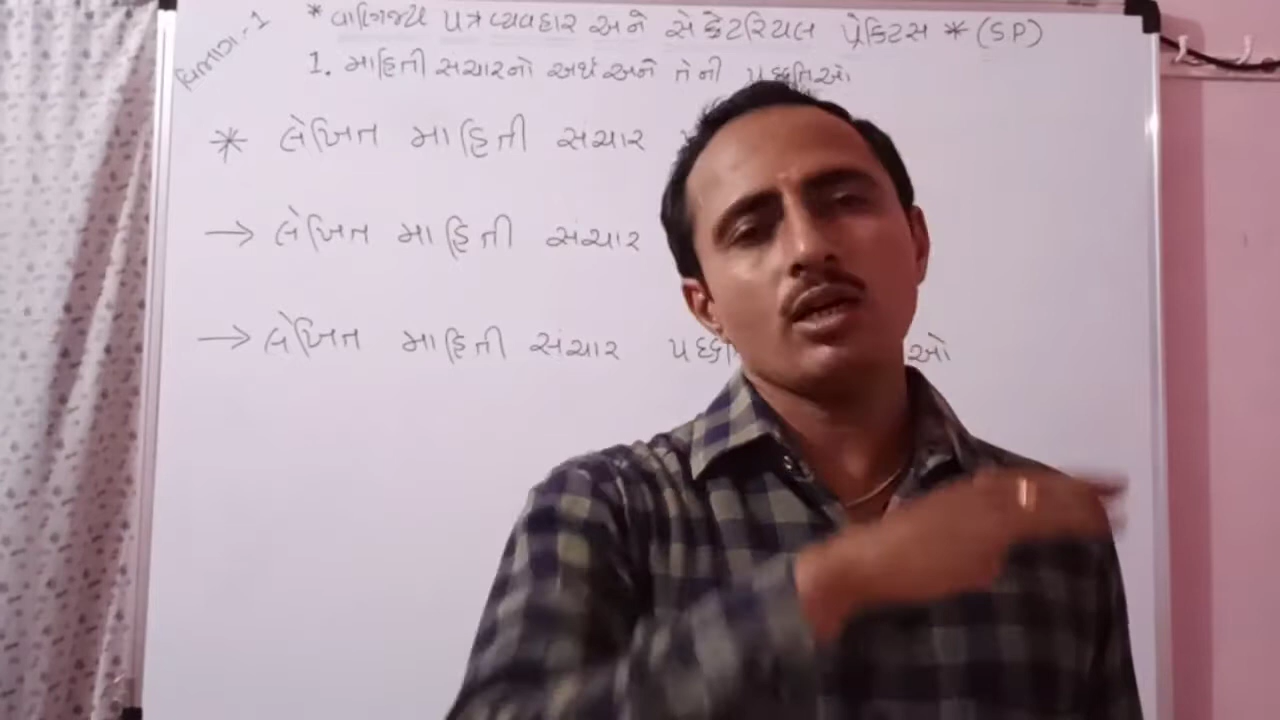 વિભાગ-1
* વાણિજ્ય પત્રવ્યવહાર અને સેક્રેટરિયલ પ્રેક્ટિસ * (SP)
1. માહિતી સંચારનો અર્થ અને તેની પદ્ધતિઓ
* લેખિત માહિતી સંચાર
→ લેખિત માહિતી સંચાર
→ લેખિત માહિતી સંચાર